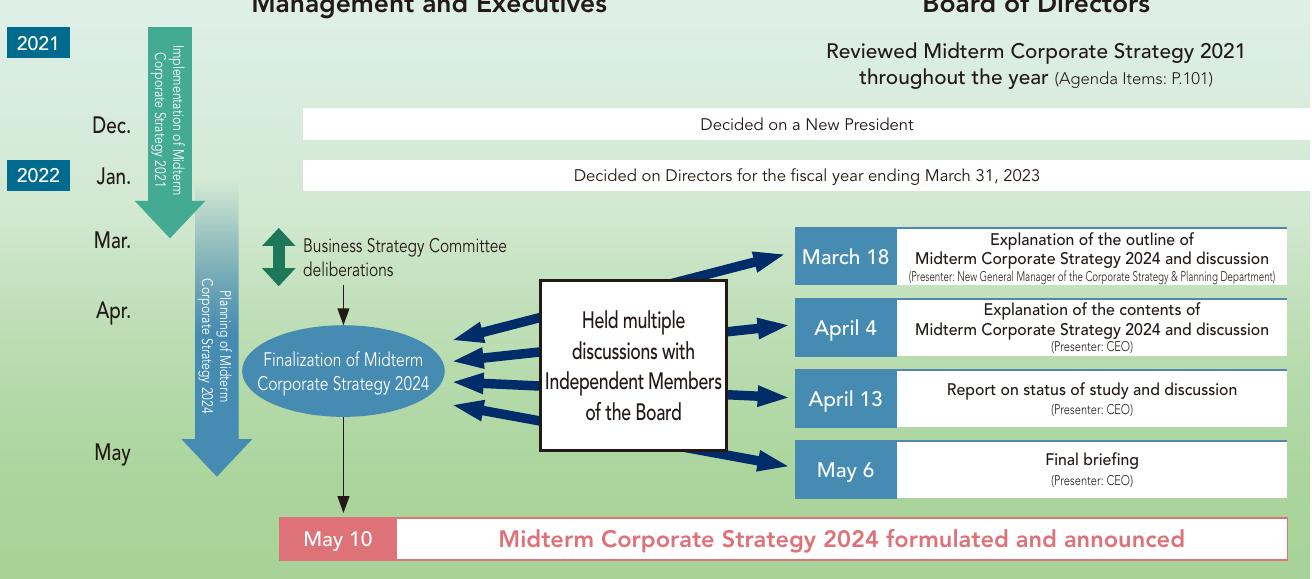 Management and Executives
Board of Directors
2021
Implementation of Midterm
Corporate Strategy 2021
Reviewed Midterm Corporate Strategy 2021
throughout the year (Agenda Items: P.101)
Dec.
Decided on a New President
2022
Jan.
Decided on Directors for the fiscal year ending March 31, 2023
Mar.
Apr.
May
Planning of Midterm
Corporate Strategy 2024
Business Strategy Committee
deliberations
Finalization of Midterm
Corporate Strategy 2024
Held multiple
discussions with
Independent Members
of the Board
March 18
Explanation of the outline of
Midterm Corporate Strategy 2024 and discussion
(Presenter: New General Manager of the Corporate Strategy & Planning Department)
April 4
Explanation of the contents of
Midterm Corporate Strategy 2024 and discussion
(Presenter: CEO)
April 13
Report on status of study and discussion
(Presenter: CEO)
May 6
Final briefing
(Presenter: CEO)
May 10
Midterm Corporate Strategy 2024 formulated and announced